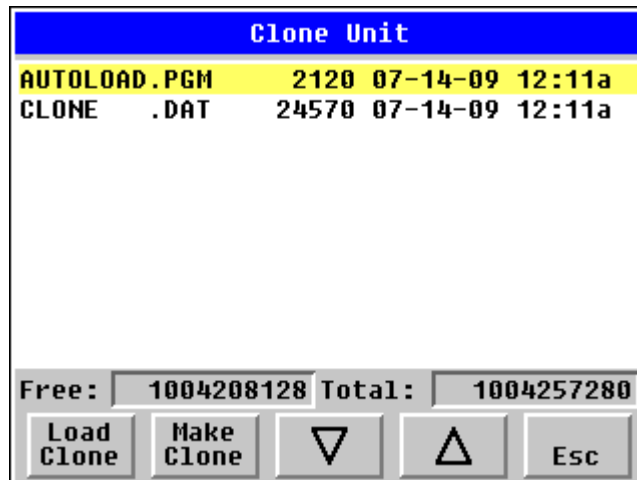 Clone Unit
AUTOLOAD.PGM 2120 07-14-09 12:11a
CLONE .DAT 24570 07-14-09 12:11a
Free: 1004208128 Total: 1004257280
Load Clone Make Clone Esc